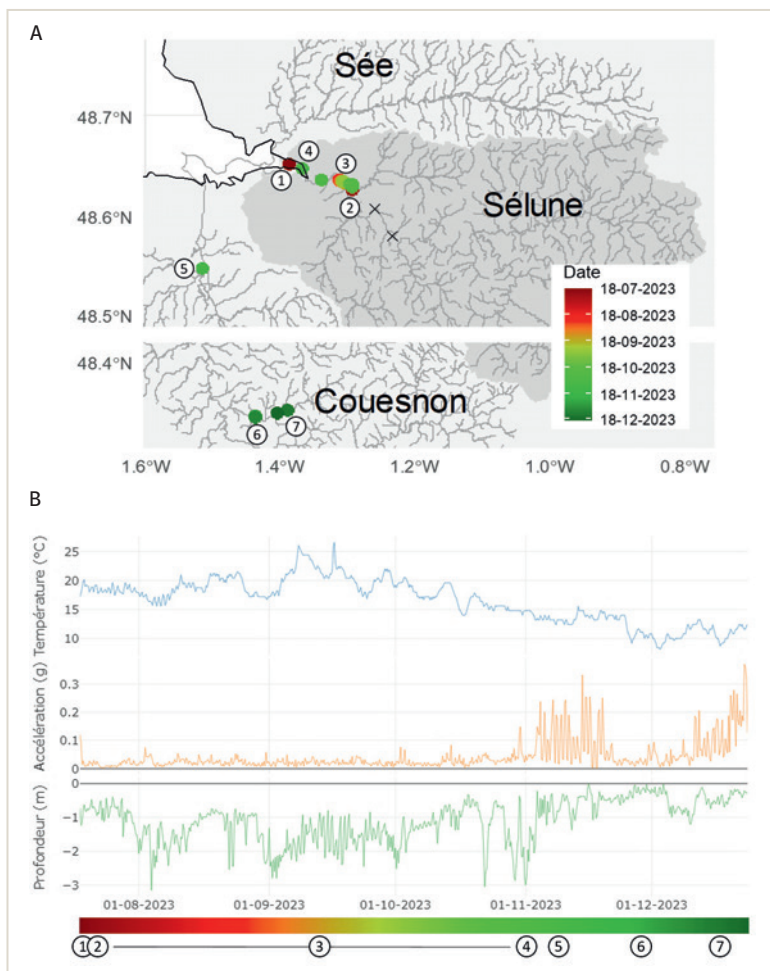 A
Sée
48.7°N
④
③
①
48.6°N
②
Sélune
⑤
Date
18-07-2023
18-08-2023
18-09-2023
18-10-2023
18-11-2023
18-12-2023
48.5°N
48.4°N
Couesnon
⑥
⑦
1.6°W 1.4°W 1.2°W 1.0°W 0.8°W
B
Température (°C)
25
20
15
10
Accélération (g)
0.3
0.2
0.1
0
Profondeur (m)
0
−1
−2
−3
01-08-2023 01-09-2023 01-10-2023 01-11-2023 01-12-2023
① ② ③ ④ ⑤ ⑥ ⑦